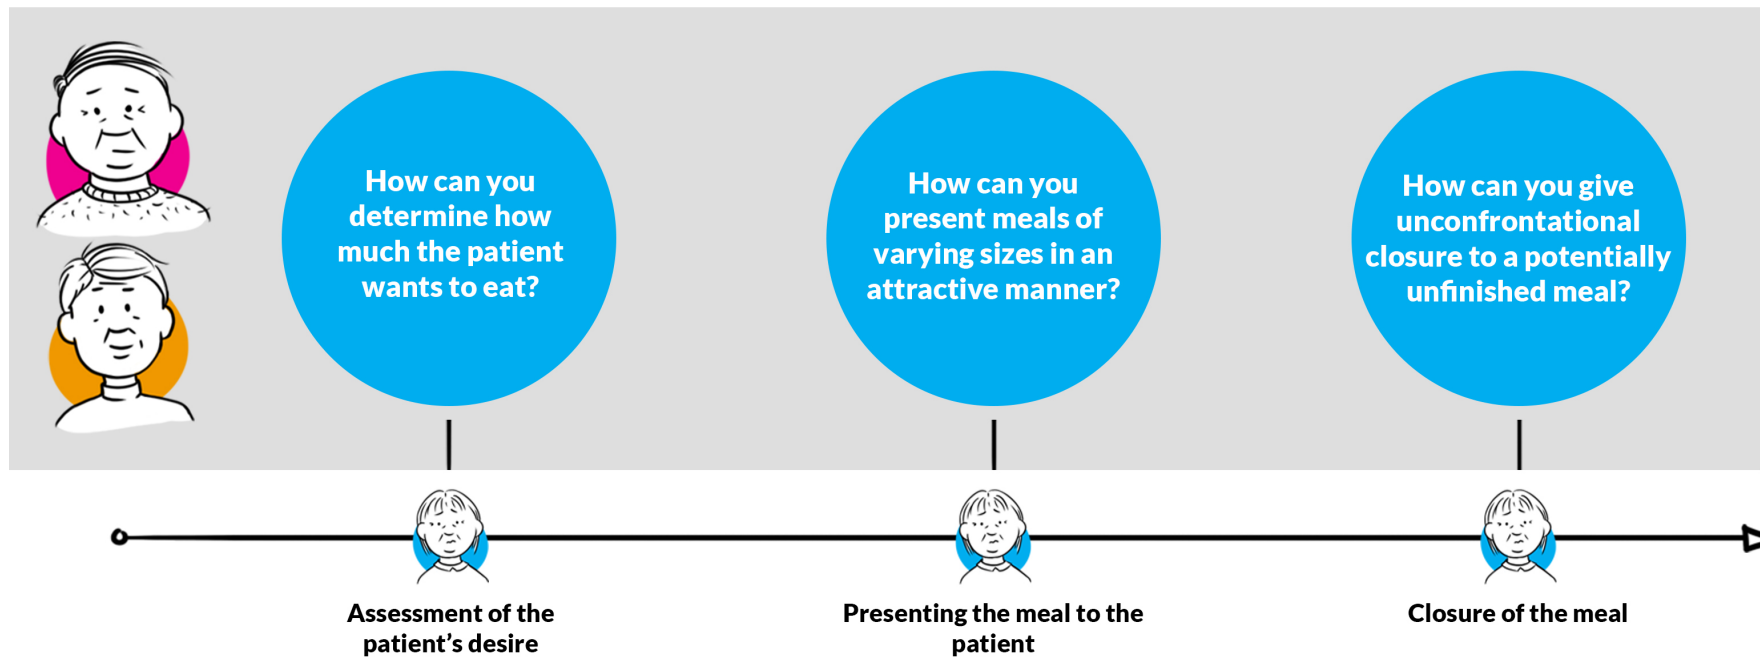 How can you
determine how
much the patient
wants to eat?
How can you
present meals of
varying sizes in an
attractive manner?
How can you give
unconfrontational
closure to a potentially
unfinished meal?
Assessment of the
patient’s desire
Presenting the meal to the
patient
Closure of the meal